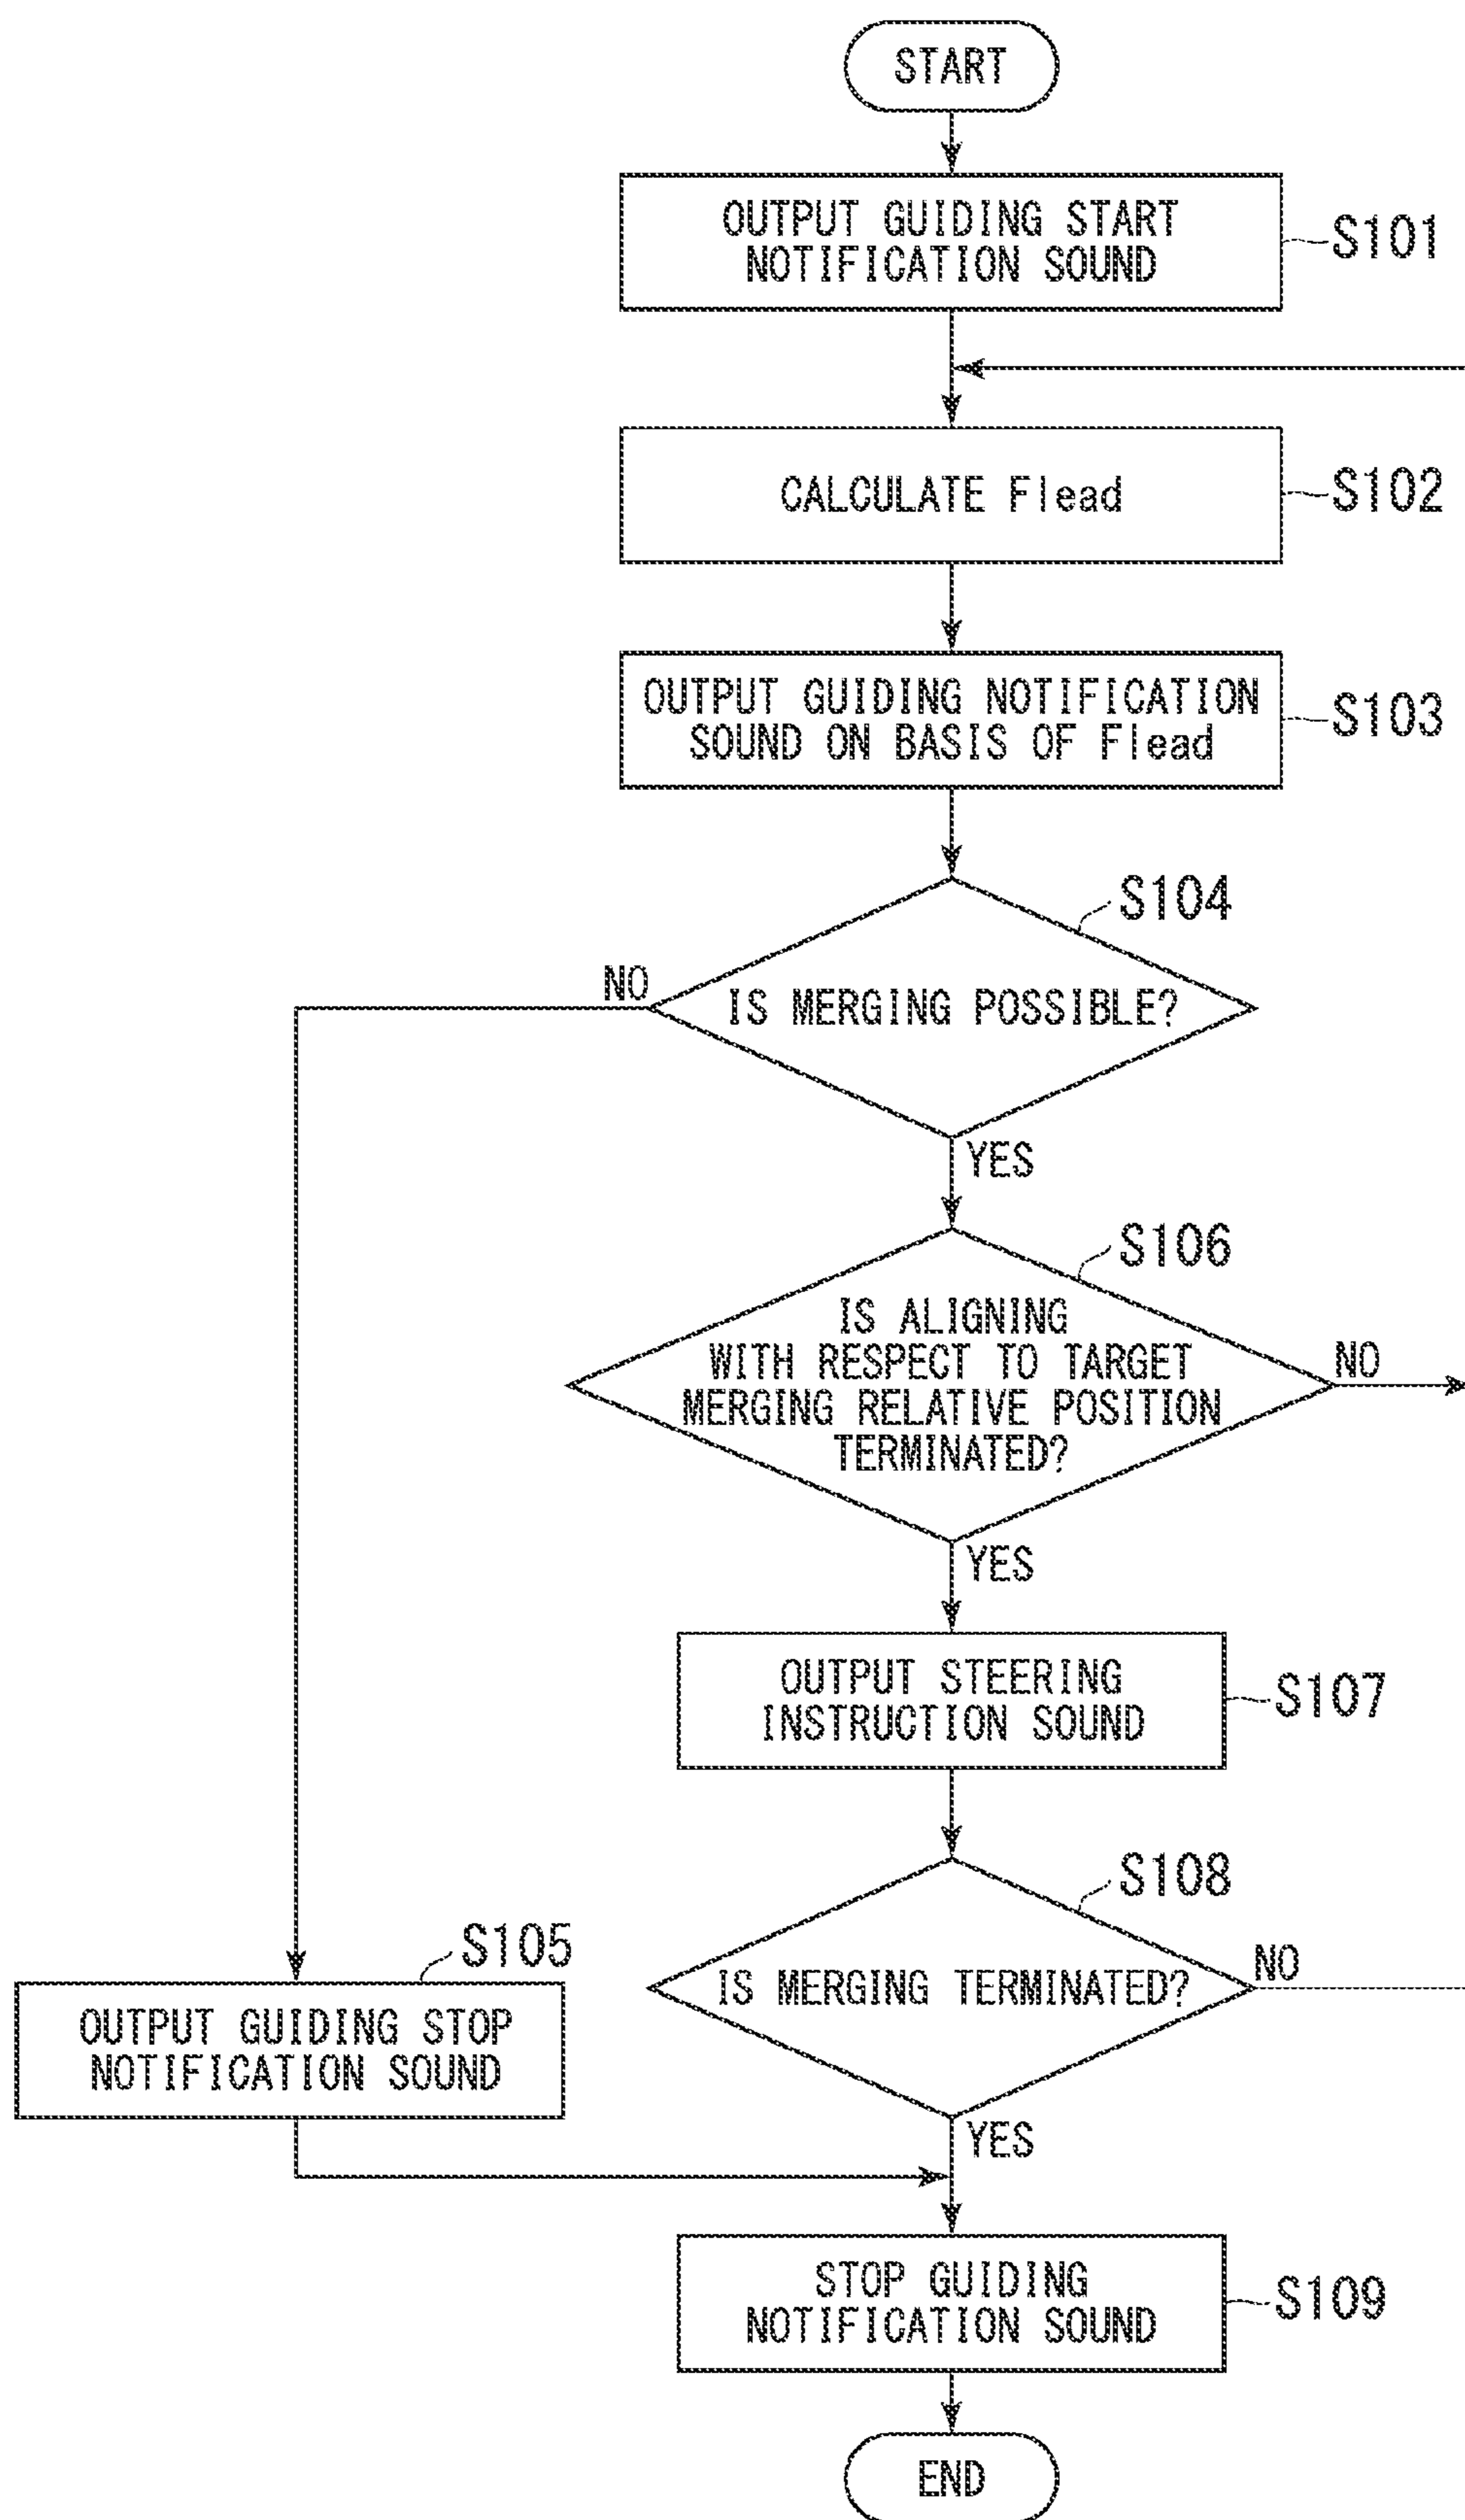 START
OUTPUT GUIDING START
NOTIFICATION SOUND
S101
CALCULATE Flead
S102
OUTPUT GUIDING NOTIFICATION
SOUND ON BASIS OF Flead
S103
S104
NO
IS MERGING POSSIBLE?
YES
S106
IS ALIGNING
WITH RESPECT TO TARGET
MERGING RELATIVE POSITION
TERMINATED?
NO
YES
OUTPUT STEERING
INSTRUCTION SOUND
S107
S108
IS MERGING TERMINATED?
NO
S105
OUTPUT GUIDING STOP
NOTIFICATION SOUND
YES
STOP GUIDING
NOTIFICATION SOUND
S109
END